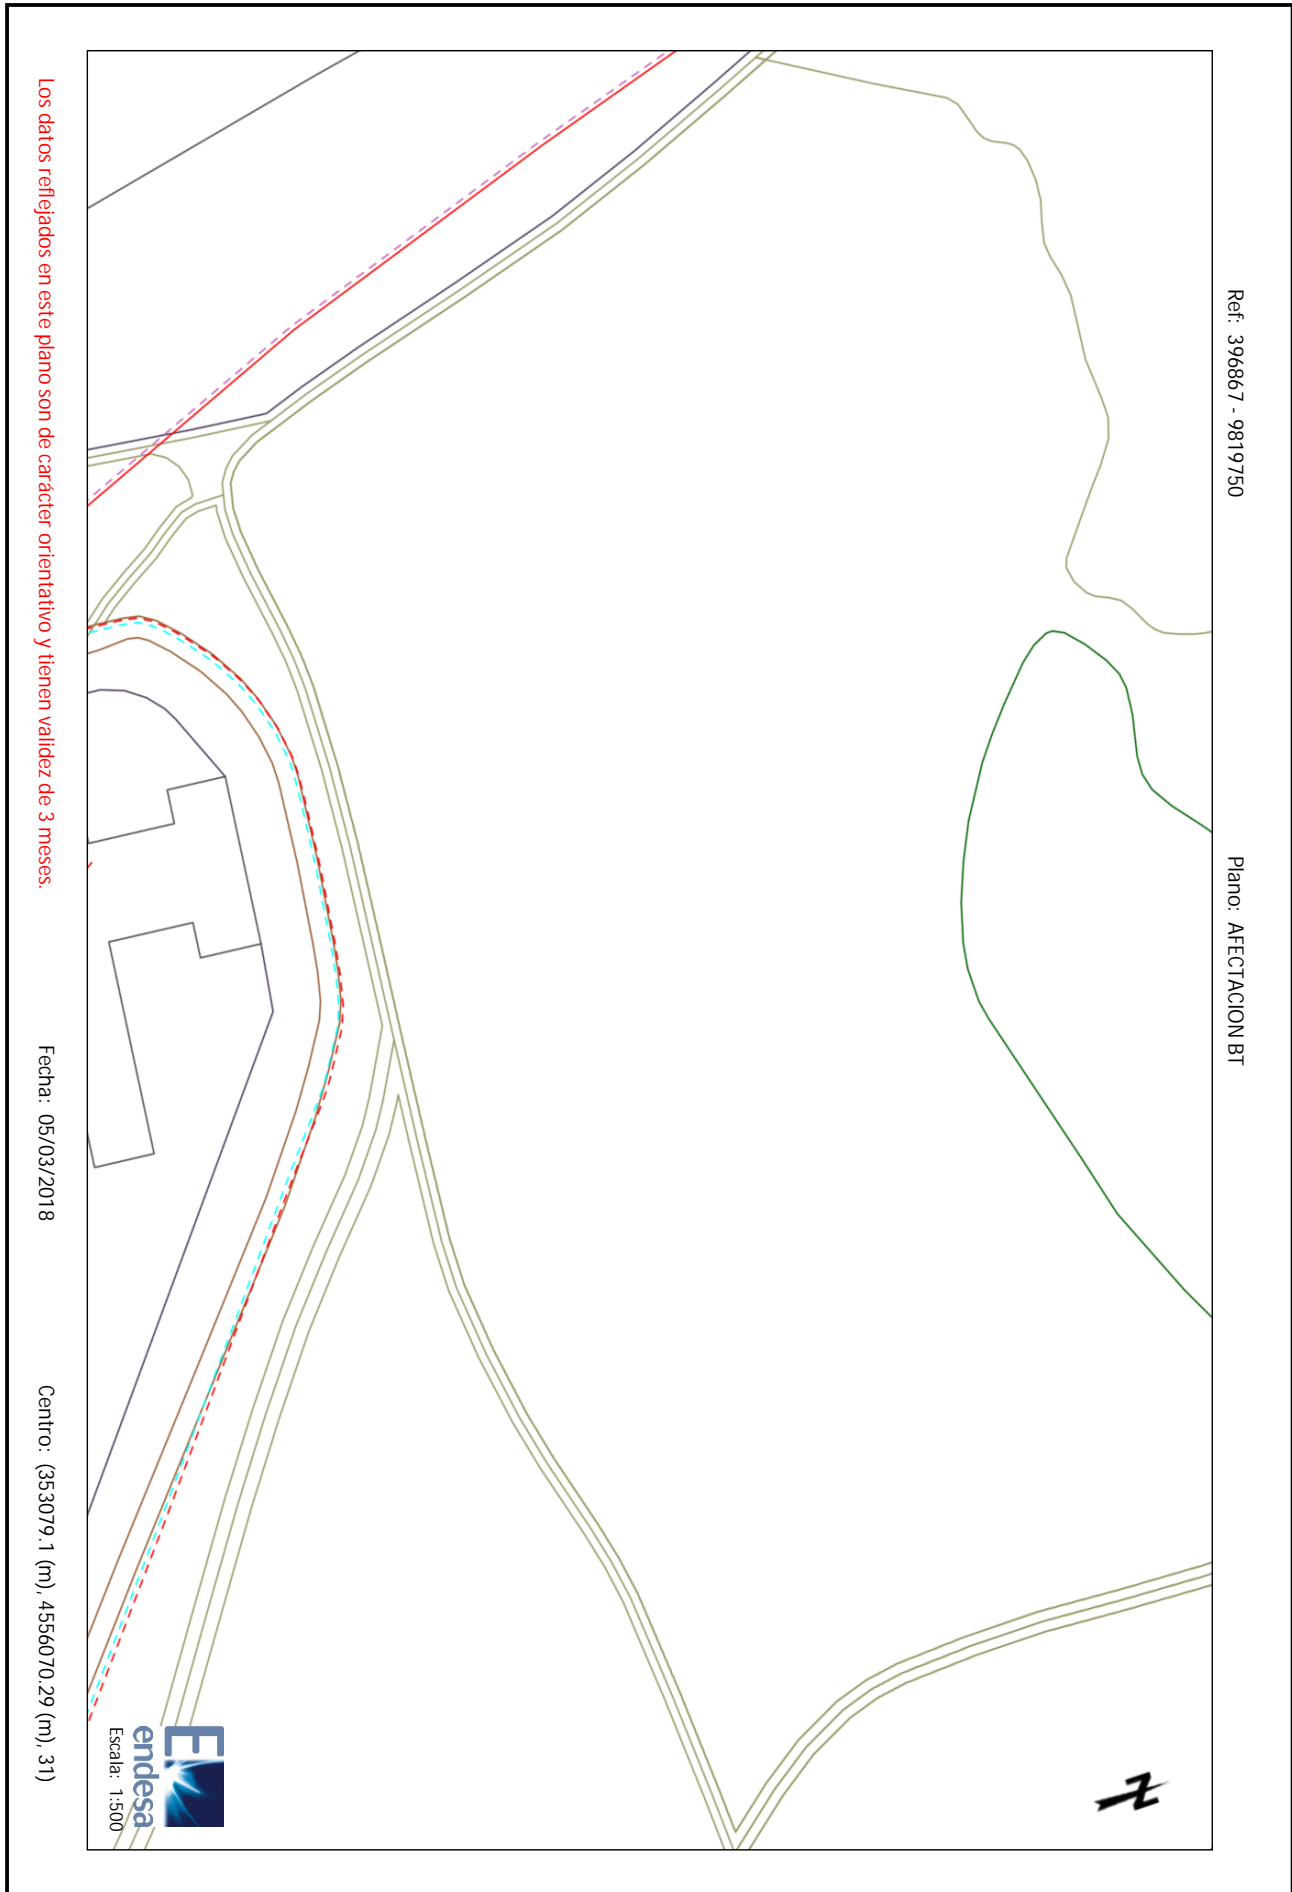 Ref: 396867 - 9819750
Plano: AFECTACION BT
N
endesa
Escala: 1:500
Los datos reflejados en este plano son de carácter orientativo y tienen validez de 3 meses.
Fecha: 05/03/2018
Centro: (353079.1 (m), 4556070.29 (m), 31)